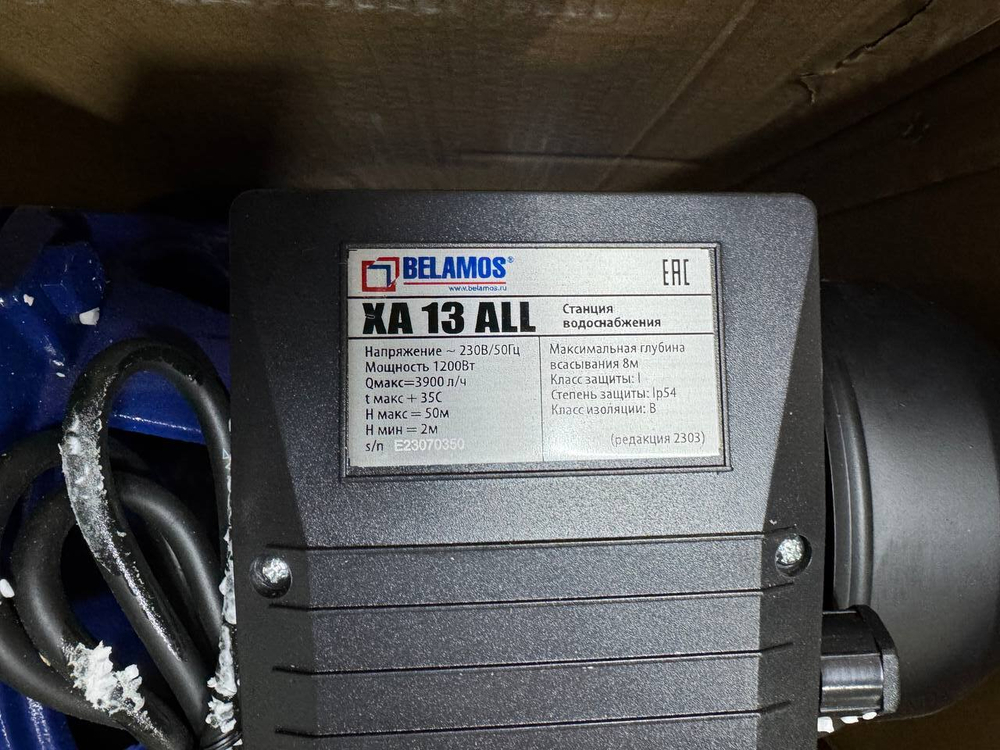 BELAMOS®
www.belamos.ru
EAC
XA 13 ALL
Станция
водоснабжения
Напряжение ~ 230В/50Гц
Мощность 1200Вт
Qмакс=3900 л/ч
t макс + 35С
Н макс = 50м
Н мин = 2м
s/n E23070350
Максимальная глубина
всасывания 8м
Класс защиты: I
Степень защиты: Ip54
Класс изоляции: В
(редакция 2303)